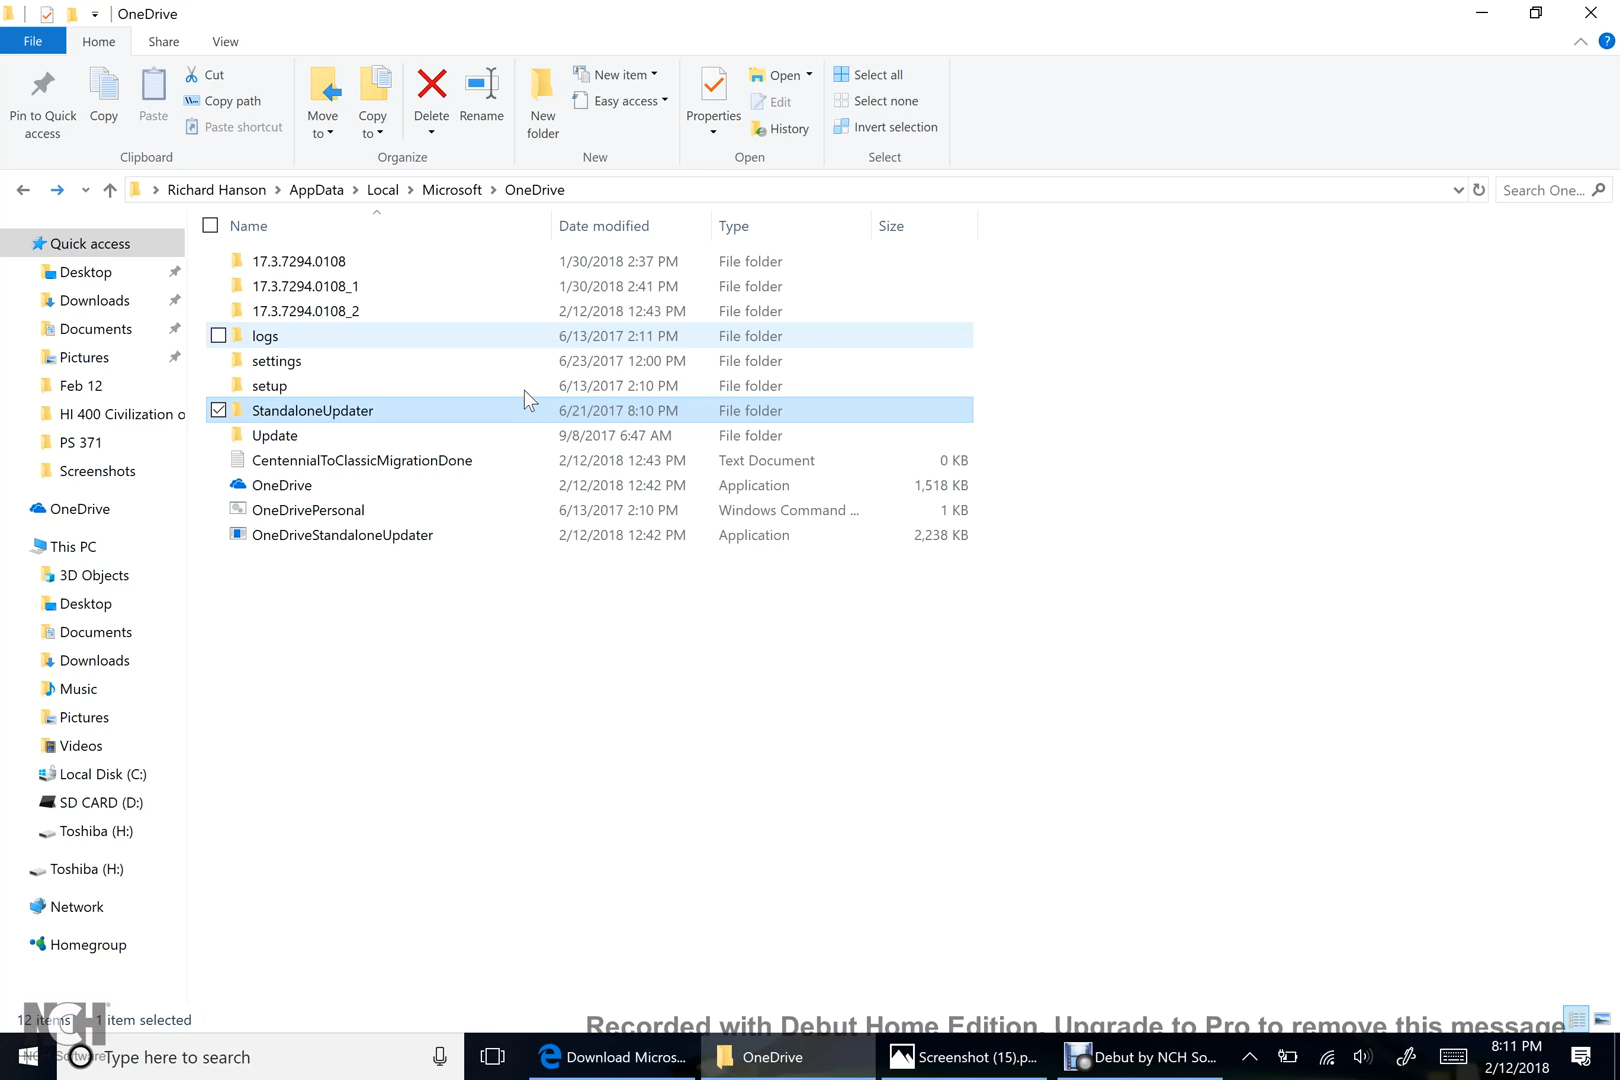 OneDrive
File Home Share View
Pin to Quick access
Copy
Paste
Cut
Copy path
Paste shortcut
Clipboard
Move to
Copy to
Delete
Rename
Organize
New folder
New item
Easy access
New
Properties
Open
Edit
History
Open
Select all
Select none
Invert selection
Select
Richard Hanson > AppData > Local > Microsoft > OneDrive
Search One...
Name Date modified Type Size
17.3.7294.0108 1/30/2018 2:37 PM File folder
17.3.7294.0108_1 1/30/2018 2:41 PM File folder
17.3.7294.0108_2 2/12/2018 12:43 PM File folder
logs 6/13/2017 2:11 PM File folder
settings 6/23/2017 12:00 PM File folder
setup 6/13/2017 2:10 PM File folder
StandaloneUpdater 6/21/2017 8:10 PM File folder
Update 9/8/2017 6:47 AM File folder
CentennialToClassicMigrationDone 2/12/2018 12:43 PM Text Document 0 KB
OneDrive 2/12/2018 12:42 PM Application 1,518 KB
OneDrivePersonal 6/13/2017 2:10 PM Windows Command ... 1 KB
OneDriveStandaloneUpdater 2/12/2018 12:42 PM Application 2,238 KB
Quick access
Desktop
Downloads
Documents
Pictures
Feb 12
HI 400 Civilization o
PS 371
Screenshots
OneDrive
This PC
3D Objects
Desktop
Documents
Downloads
Music
Pictures
Videos
Local Disk (C:)
SD CARD (D:)
Toshiba (H:)
Toshiba (H:)
Network
Homegroup
12 items 1 item selected
NCH
NCH Software
Recorded with Debut Home Edition. Upgrade to Pro to remove this message
Type here to search
Download Micros...
OneDrive
Screenshot (15).p...
Debut by NCH So...
8:11 PM
2/12/2018